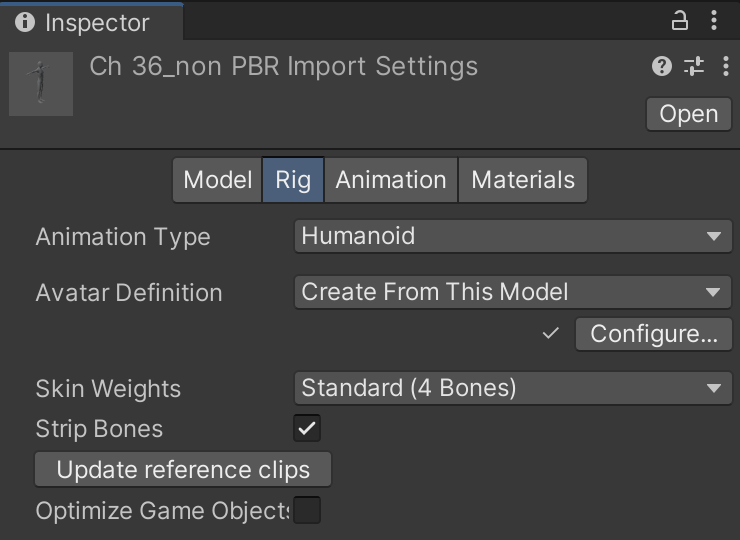 Inspector
Ch 36_non PBR Import Settings
Open
Model Rig Animation Materials
Animation Type Humanoid
Avatar Definition Create From This Model
Configure...
Skin Weights Standard (4 Bones)
Strip Bones
Update reference clips
Optimize Game Objects